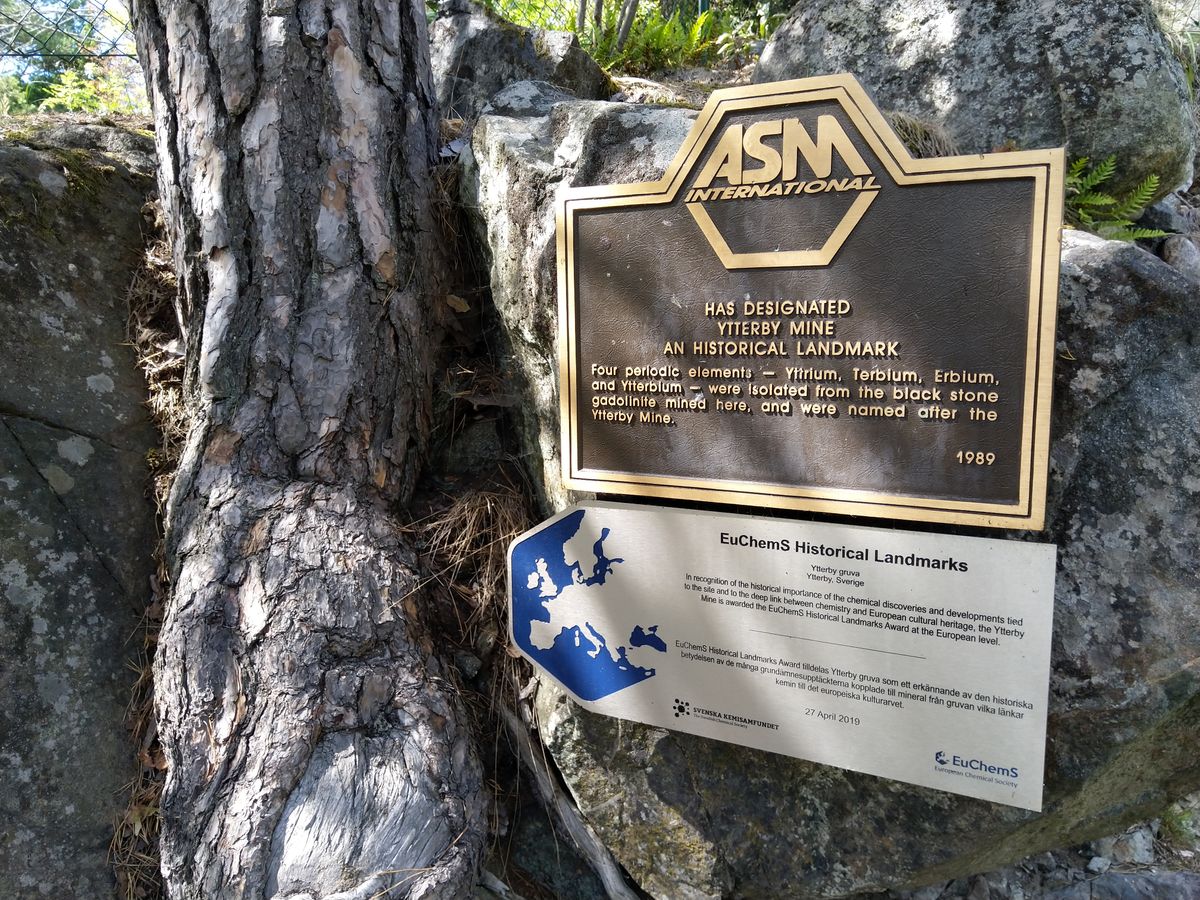 ASM
INTERNATIONAL
HAS DESIGNATED
YTTERBY MINE
AN HISTORICAL LANDMARK
Four periodic elements — Yttrium, Terbium, Erbium,
and Ytterbium — were isolated from the black stone
gadolinite mined here, and were named after the
Ytterby Mine.
1989
EuChemS Historical Landmarks
Ytterby gruva
Ytterby, Sverige
In recognition of the historical importance of the chemical discoveries and developments tied
to the site and to the deep link between chemistry and European cultural heritage, the Ytterby
Mine is awarded the EuChemS Historical Landmarks Award at the European level.
EuChemS Historical Landmarks Award tilldelas Ytterby gruva som ett erkännande av den historiska
betydelsen av de många grundämnesupptäckterna kopplade till mineral från gruvan vilka länkar
kemin till det europeiska kulturarvet.
27 April 2019
SVENSKA KEMISAMFUNDET
The Swedish Chemical Society
EuChemS
European Chemical Society